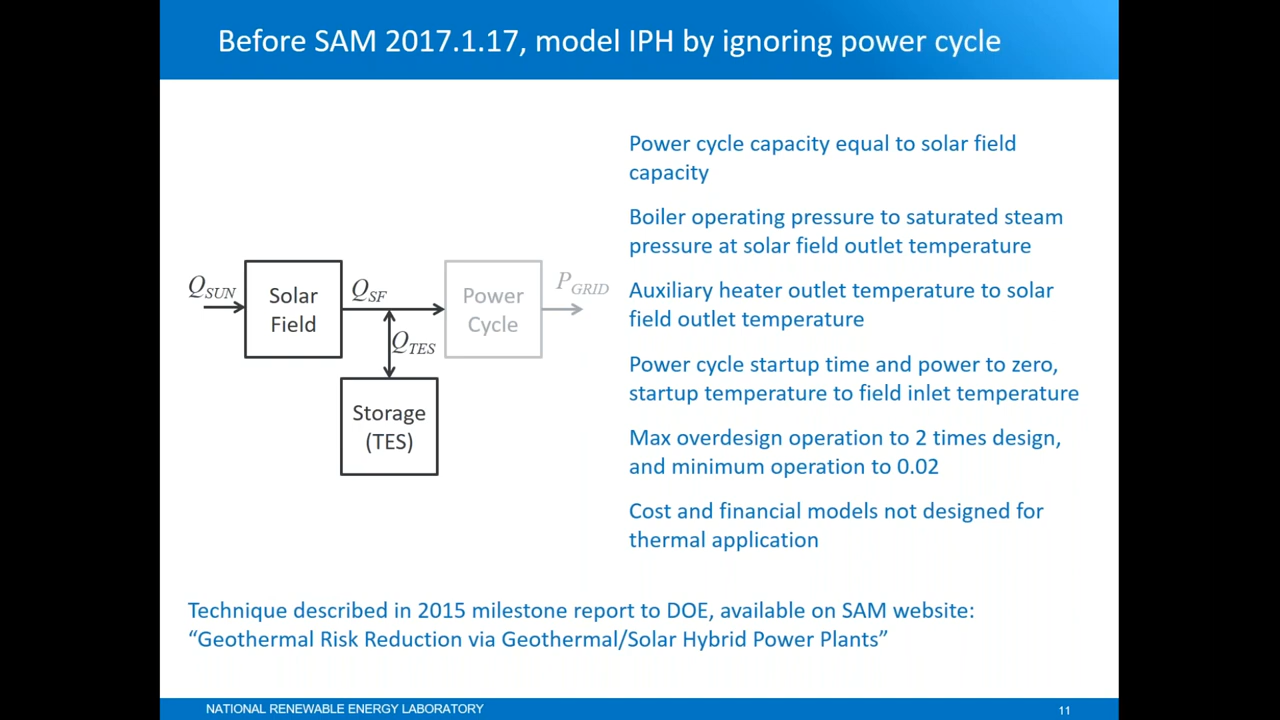 Before SAM 2017.1.17, model IPH by ignoring power cycle
Q_SUN
Solar
Field
Q_SF
Q_TES
Power
Cycle
P_GRID
Storage
(TES)
Power cycle capacity equal to solar field
capacity
Boiler operating pressure to saturated steam
pressure at solar field outlet temperature
Auxiliary heater outlet temperature to solar
field outlet temperature
Power cycle startup time and power to zero,
startup temperature to field inlet temperature
Max overdesign operation to 2 times design,
and minimum operation to 0.02
Cost and financial models not designed for
thermal application
Technique described in 2015 milestone report to DOE, available on SAM website:
“Geothermal Risk Reduction via Geothermal/Solar Hybrid Power Plants”
NATIONAL RENEWABLE ENERGY LABORATORY
11